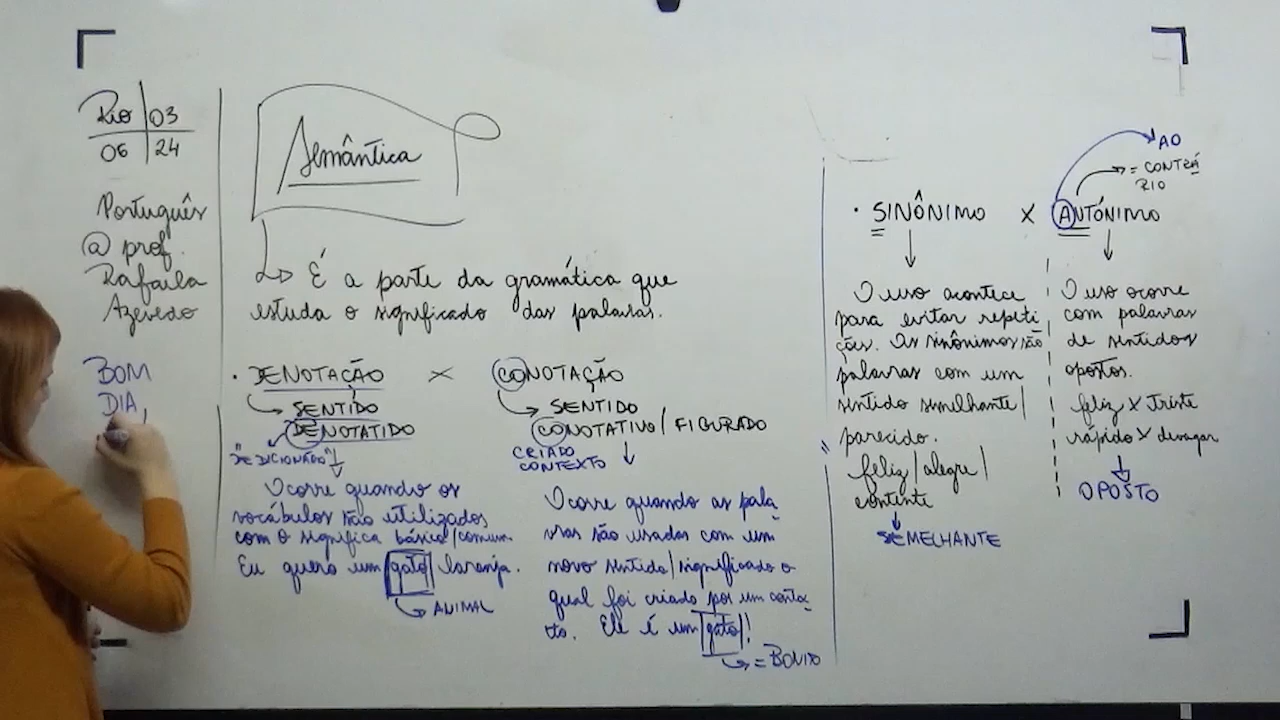 Rio 03
06 24
Português
@ prof.
Rafaela
Azevedo
BOM
DIA,
Semântica
É a parte da gramática que
estuda o significado das palavras.
• DENOTAÇÃO X CONOTAÇÃO
SENTIDO
DENOTATIDO
"DE DICIONÁRIO"
Ocorre quando os
vocábulos são utilizados
com o significa básico/comum.
Eu quero um gato laranja.
ANIMAL
SENTIDO
CONOTATIVO/FIGURADO
CRIADO
CONTEXTO
Ocorre quando as pala
vras são usadas com um
novo sentido/significado o
qual foi criado por um conte
to. Ele é um gato!
= BONITO
• SINÔNIMO X ANTÔNIMO
AO
= CONTRÁ
RIO
O uso acontece
para evitar repeti
ções. Os sinônimos são
palavras com um
sentido semelhante/
parecido.
feliz/alegre/
contente
SEMELHANTE
O uso ocorre
com palavras
de sentidos
opostos.
feliz X triste
rápido X devagar
OPOSTO